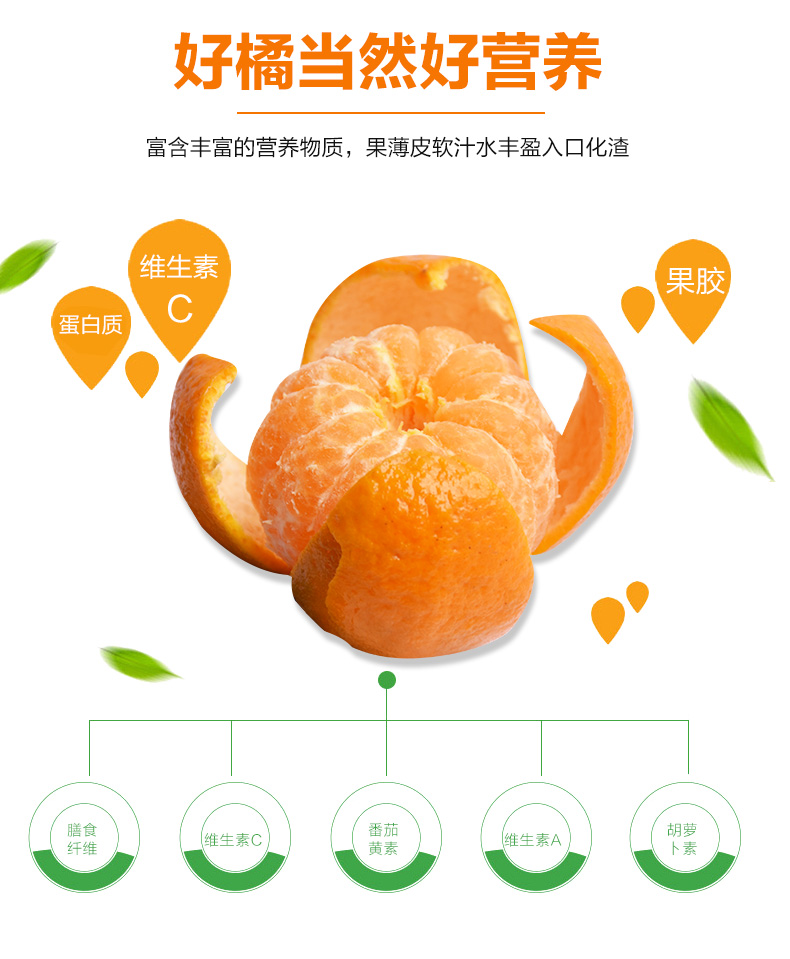 好橘当然好营养
富含丰富的营养物质，果薄皮软汁水丰盈入口化渣
维生素
C
果胶
蛋白质
膳食
纤维
维生素C
番茄
黄素
维生素A
胡萝
卜素